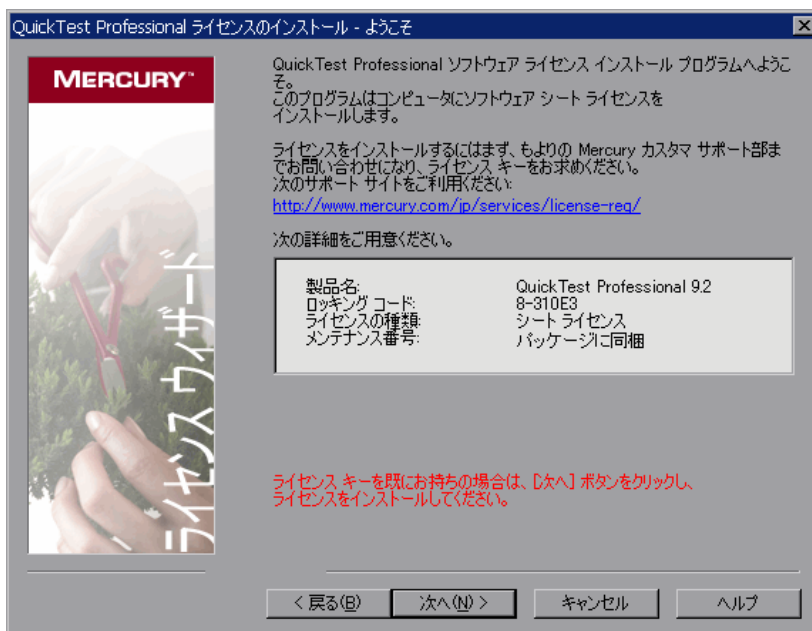 QuickTest Professional ライセンスのインストール - ようこそ
MERCURY™
ライセンス ウィザード
QuickTest Professional ソフトウェア ライセンス インストール プログラムへようこ
そ。
このプログラムはコンピュータにソフトウェア シート ライセンスを
インストールします。
ライセンスをインストールするにはまず、もよりの Mercury カスタマ サポート部ま
でお問い合わせになり、ライセンス キーをお求めください。
次のサポート サイトをご利用ください:
http://www.mercury.com/jp/services/license-req/
次の詳細をご用意ください。
製品名: QuickTest Professional 9.2
ロッキング コード: 8-310E3
ライセンスの種類: シート ライセンス
メンテナンス番号: パッケージに同梱
ライセンス キーを既にお持ちの場合は、[次へ] ボタンをクリックし、
ライセンスをインストールしてください。
< 戻る(B) 次へ(N) > キャンセル ヘルプ